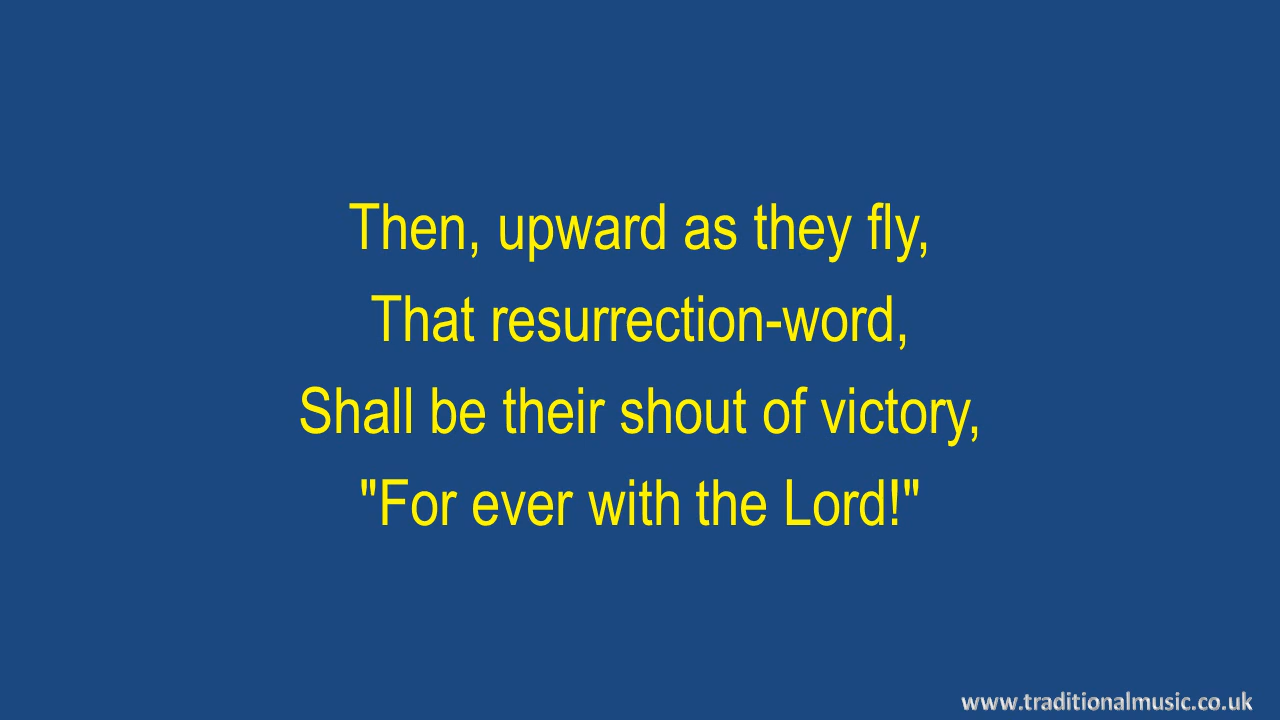 Then, upward as they fly,
That resurrection-word,
Shall be their shout of victory,
"For ever with the Lord!"
www.traditionalmusic.co.uk